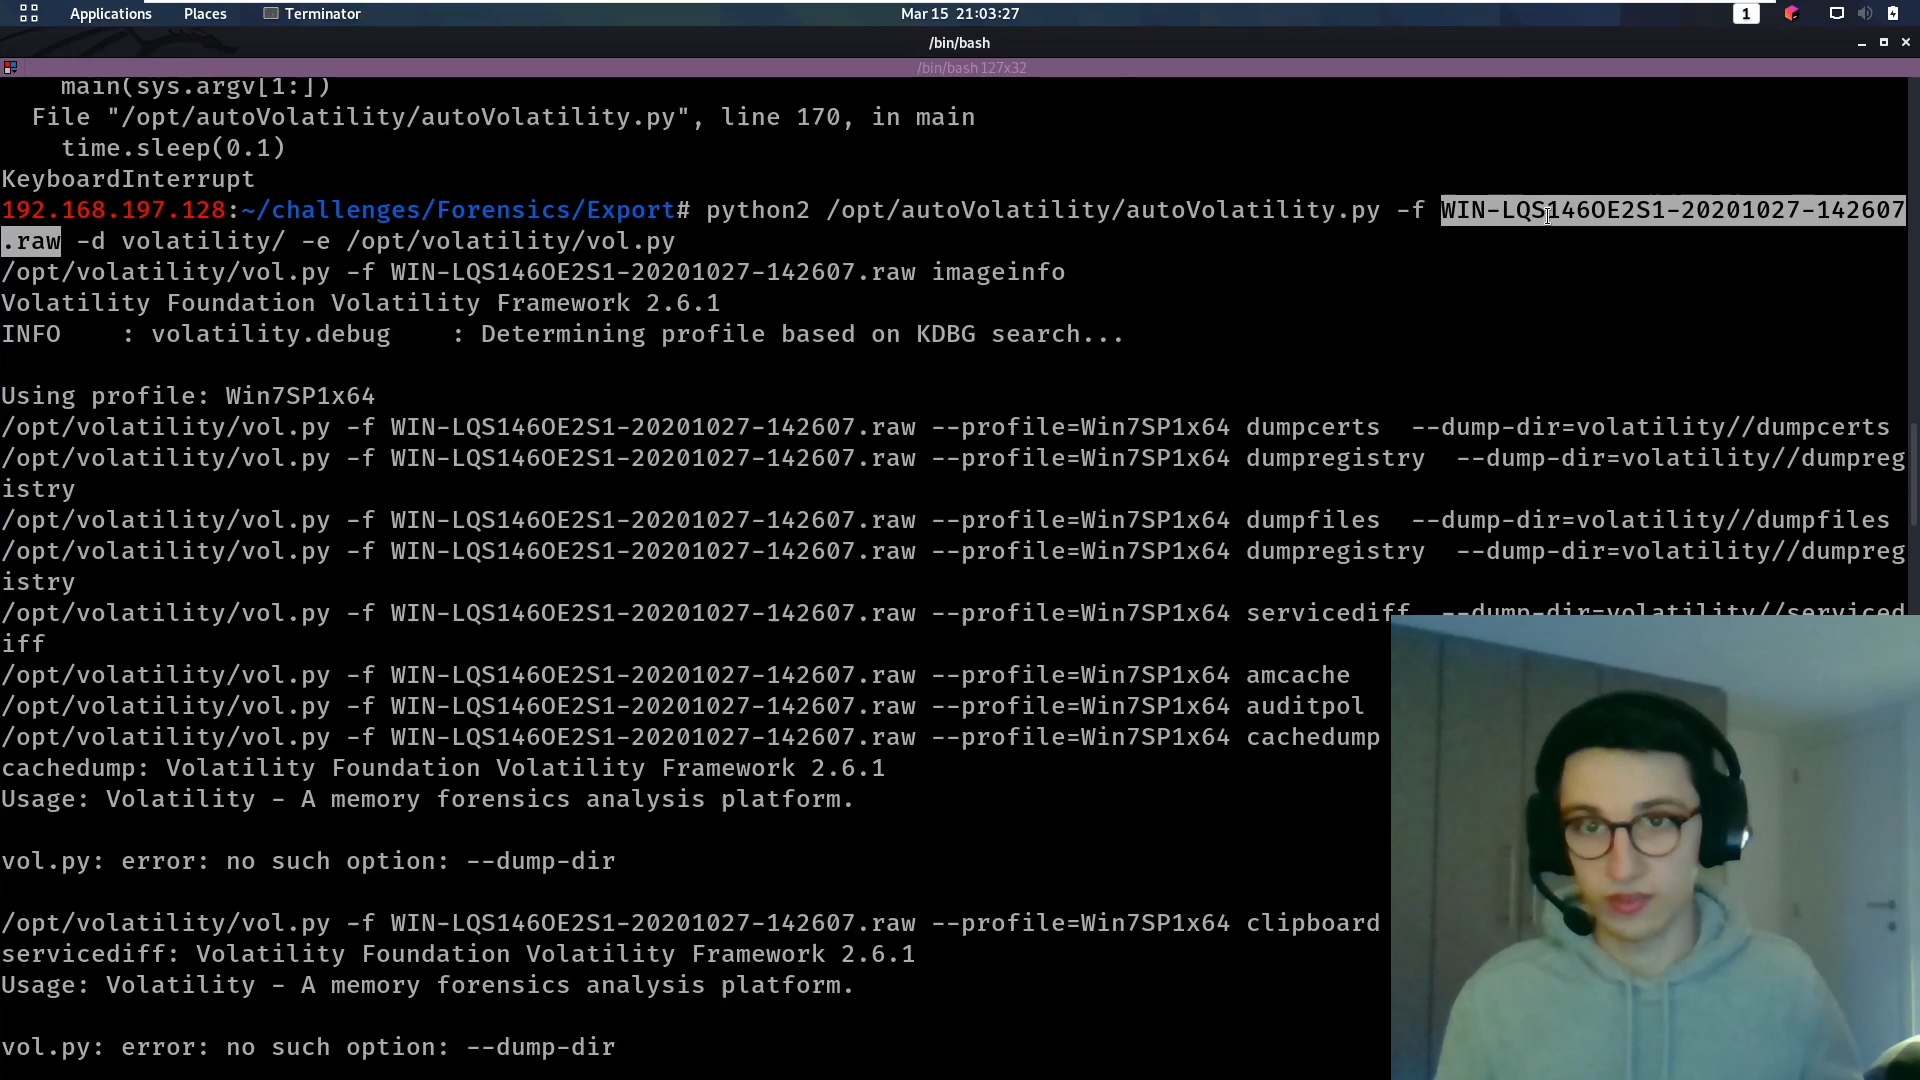 Applications Places Terminator Mar 15 21:03:27 1
/bin/bash
/bin/bash 127x32
main(sys.argv[1:])
File "/opt/autoVolatility/autoVolatility.py", line 170, in main
time.sleep(0.1)
KeyboardInterrupt
192.168.197.128:~/challenges/Forensics/Export# python2 /opt/autoVolatility/autoVolatility.py -f WIN-LQS146OE2S1-20201027-142607
.raw -d volatility/ -e /opt/volatility/vol.py
/opt/volatility/vol.py -f WIN-LQS146OE2S1-20201027-142607.raw imageinfo
Volatility Foundation Volatility Framework 2.6.1
INFO    : volatility.debug    : Determining profile based on KDBG search...
Using profile: Win7SP1x64
/opt/volatility/vol.py -f WIN-LQS146OE2S1-20201027-142607.raw --profile=Win7SP1x64 dumpcerts  --dump-dir=volatility//dumpcerts
/opt/volatility/vol.py -f WIN-LQS146OE2S1-20201027-142607.raw --profile=Win7SP1x64 dumpregistry  --dump-dir=volatility//dumpreg
istry
/opt/volatility/vol.py -f WIN-LQS146OE2S1-20201027-142607.raw --profile=Win7SP1x64 dumpfiles  --dump-dir=volatility//dumpfiles
/opt/volatility/vol.py -f WIN-LQS146OE2S1-20201027-142607.raw --profile=Win7SP1x64 dumpregistry  --dump-dir=volatility//dumpreg
istry
/opt/volatility/vol.py -f WIN-LQS146OE2S1-20201027-142607.raw --profile=Win7SP1x64 servicediff  --dump-dir=volatility//serviced
iff
/opt/volatility/vol.py -f WIN-LQS146OE2S1-20201027-142607.raw --profile=Win7SP1x64 amcache
/opt/volatility/vol.py -f WIN-LQS146OE2S1-20201027-142607.raw --profile=Win7SP1x64 auditpol
/opt/volatility/vol.py -f WIN-LQS146OE2S1-20201027-142607.raw --profile=Win7SP1x64 cachedump
cachedump: Volatility Foundation Volatility Framework 2.6.1
Usage: Volatility - A memory forensics analysis platform.
vol.py: error: no such option: --dump-dir
/opt/volatility/vol.py -f WIN-LQS146OE2S1-20201027-142607.raw --profile=Win7SP1x64 clipboard
servicediff: Volatility Foundation Volatility Framework 2.6.1
Usage: Volatility - A memory forensics analysis platform.
vol.py: error: no such option: --dump-dir